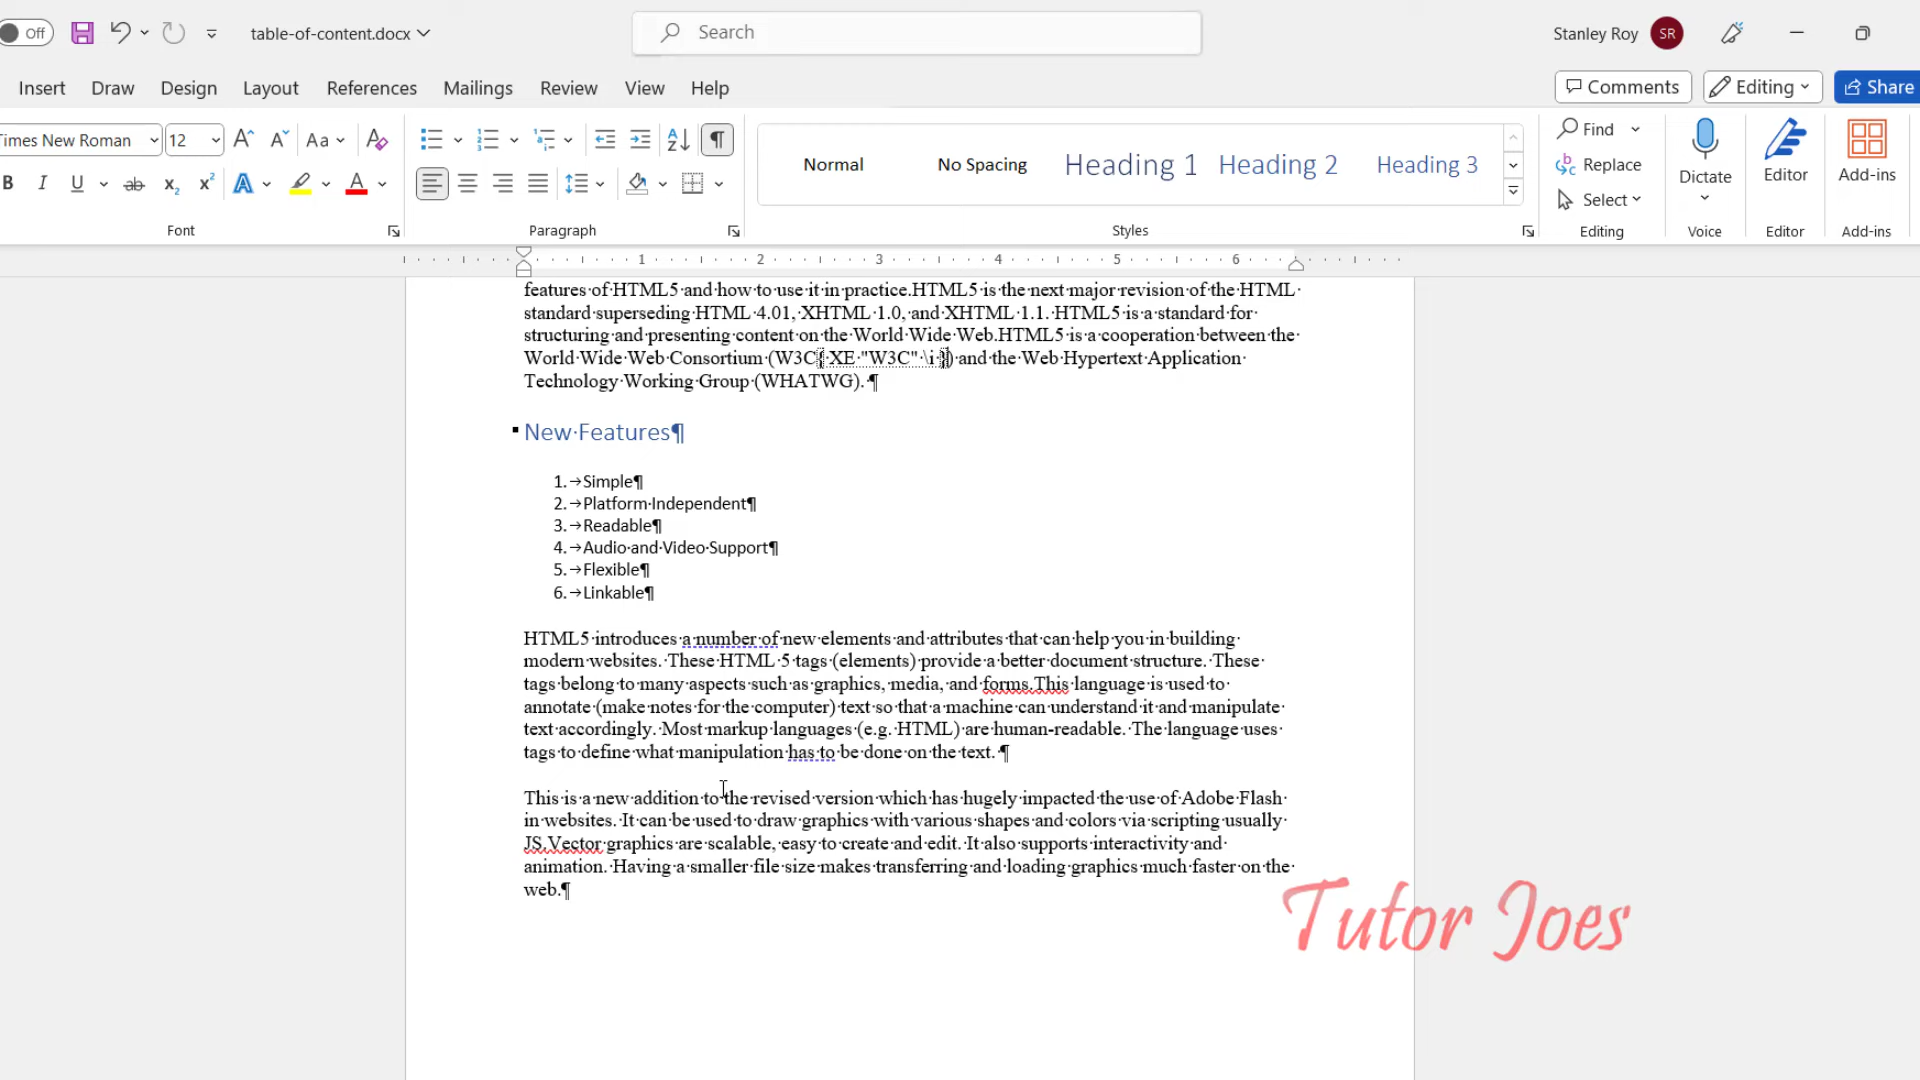 Off
table-of-content.docx
Search
Stanley Roy
SR
Insert
Draw
Design
Layout
References
Mailings
Review
View
Help
Comments
Editing
Share
Times New Roman
12
Aa
Normal
No Spacing
Heading 1
Heading 2
Heading 3
Find
Replace
Select
Dictate
Editor
Add-ins
Font
Paragraph
Styles
Editing
Voice
Editor
Add-ins
1 2 3 4 5 6
features·of·HTML5·and·how·to·use·it·in·practice.HTML5·is·the·next·major·revision·of·the·HTML·
standard·superseding·HTML·4.01,·XHTML·1.0,·and·XHTML·1.1.·HTML5·is·a·standard·for·
structuring·and·presenting·content·on·the·World·Wide·Web.HTML5·is·a·cooperation·between·the·
World·Wide·Web·Consortium·(W3C{·XE·"W3C"·\i·})·and·the·Web·Hypertext·Application·
Technology·Working·Group·(WHATWG).·¶
New·Features¶
1.→Simple¶
2.→Platform·Independent¶
3.→Readable¶
4.→Audio·and·Video·Support¶
5.→Flexible¶
6.→Linkable¶
HTML5·introduces·a·number·of·new·elements·and·attributes·that·can·help·you·in·building·
modern·websites.·These·HTML·5·tags·(elements)·provide·a·better·document·structure.·These·
tags·belong·to·many·aspects·such·as·graphics,·media,·and·forms.This·language·is·used·to·
annotate·(make·notes·for·the·computer)·text·so·that·a·machine·can·understand·it·and·manipulate·
text·accordingly.·Most·markup·languages·(e.g.·HTML)·are·human-readable.·The·language·uses·
tags·to·define·what·manipulation·has·to·be·done·on·the·text.·¶
This·is·a·new·addition·to·the·revised·version·which·has·hugely·impacted·the·use·of·Adobe·Flash·
in·websites.·It·can·be·used·to·draw·graphics·with·various·shapes·and·colors·via·scripting·usually·
JS.Vector·graphics·are·scalable,·easy·to·create·and·edit.·It·also·supports·interactivity·and·
animation.·Having·a·smaller·file·size·makes·transferring·and·loading·graphics·much·faster·on·the·
web.¶
Tutor Joes